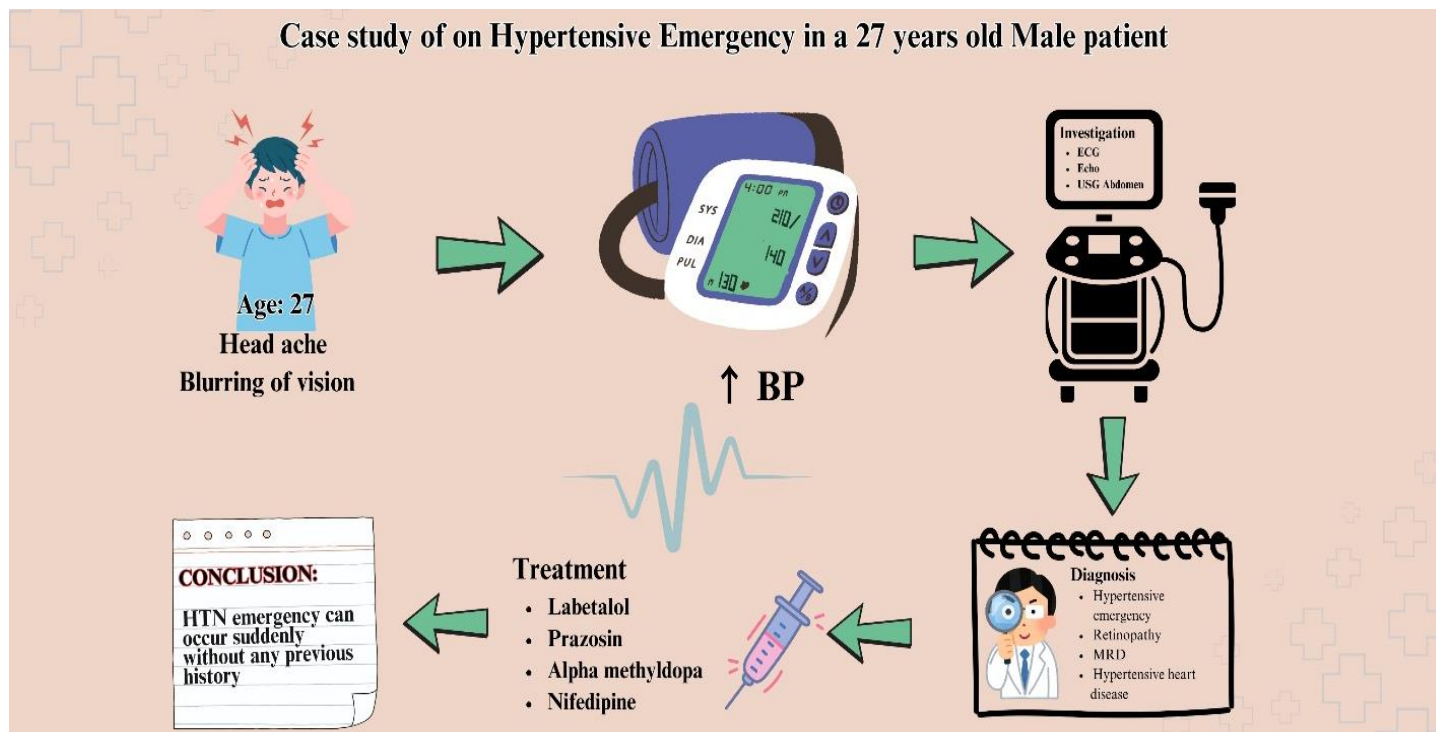 Case study of on Hypertensive Emergency in a 27 years old Male patient
Age: 27
Head ache
Blurring of vision
4:00 PM
SYS
210/
DIA
140
PUL
130
↑ BP
Investigation
• ECG
• Echo
• USG Abdomen
Diagnosis
• Hypertensive
emergency
• Retinopathy
• MRD
• Hypertensive heart
disease
Treatment
• Labetalol
• Prazosin
• Alpha methyldopa
• Nifedipine
CONCLUSION:
HTN emergency can
occur suddenly
without any previous
history